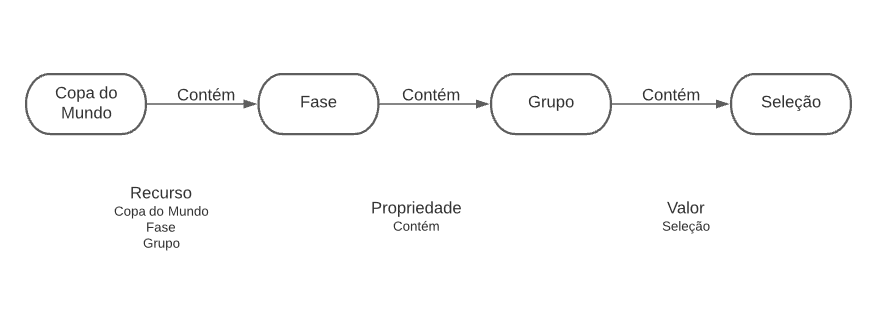 Copa do
Mundo
Contém
Fase
Contém
Grupo
Contém
Seleção
Recurso
Copa do Mundo
Fase
Grupo
Propriedade
Contém
Valor
Seleção